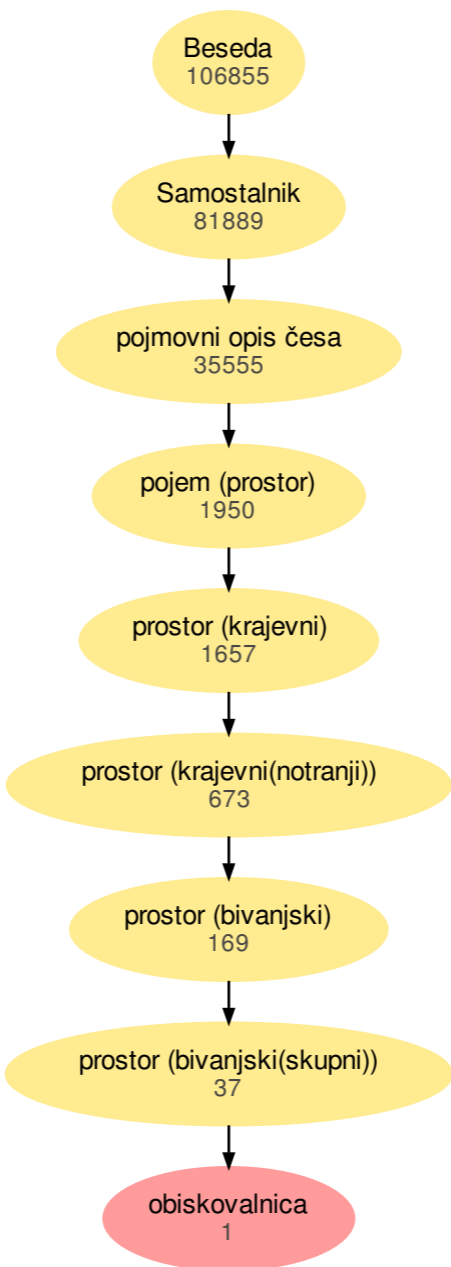 Beseda
106855
Samostalnik
81889
pojmovni opis česa
35555
pojem (prostor)
1950
prostor (krajevni)
1657
prostor (krajevni(notranji))
673
prostor (bivanjski)
169
prostor (bivanjski(skupni))
37
obiskovalnica
1